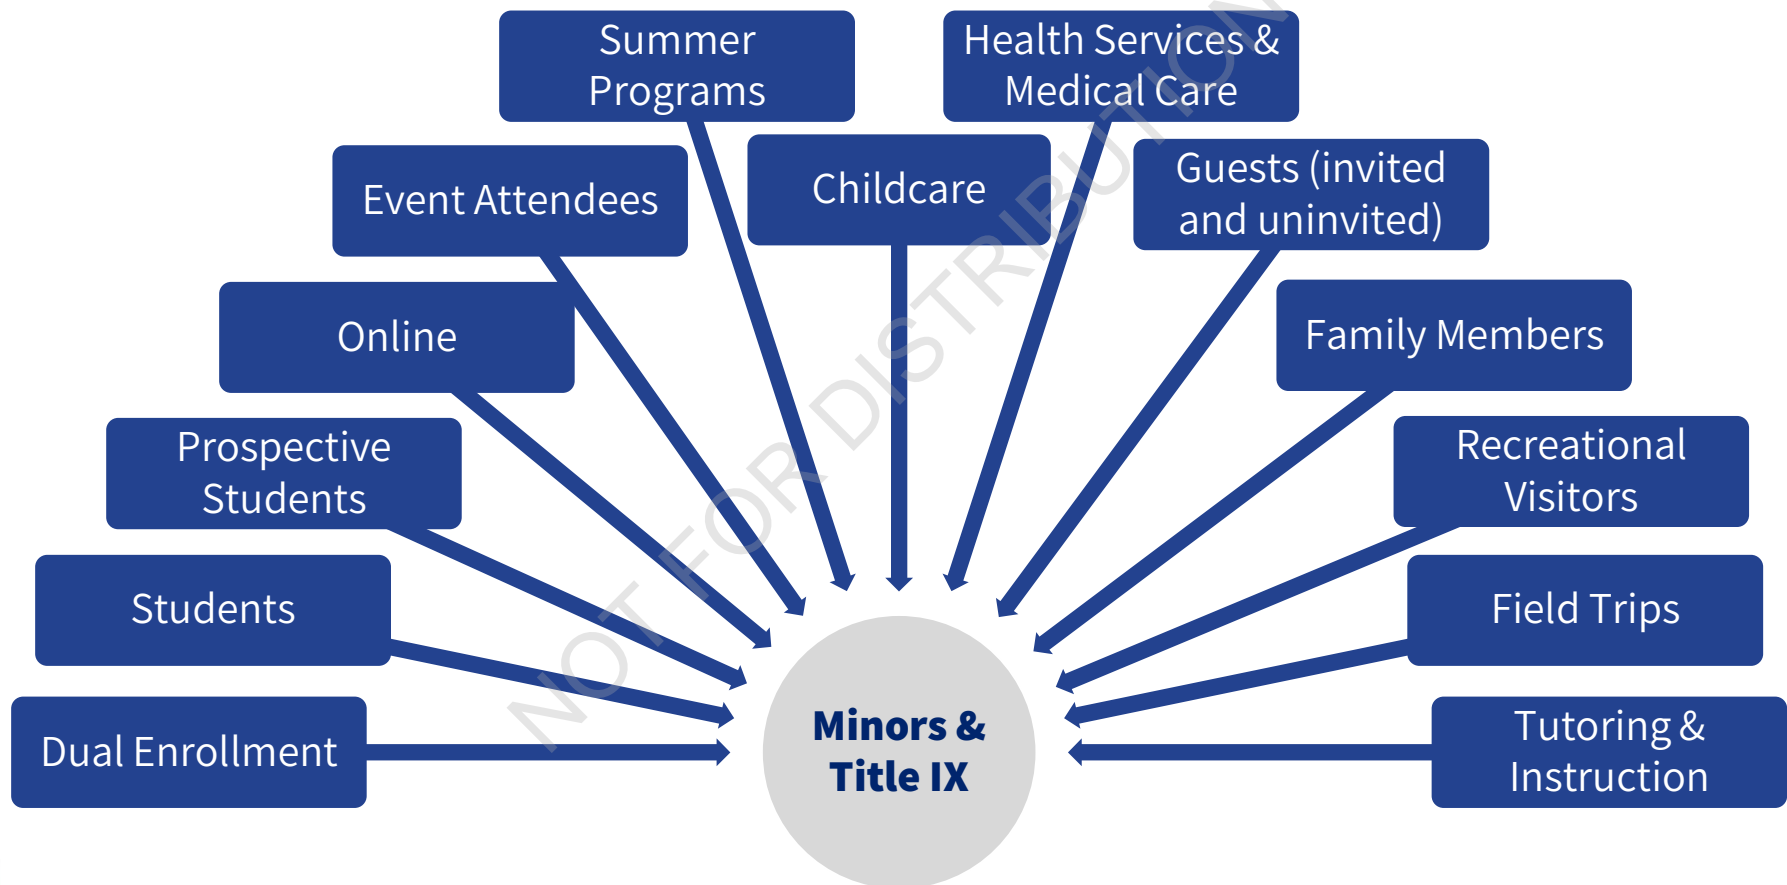 Summer
Programs
Health Services &
Medical Care
Event Attendees
Childcare
Guests (invited
and uninvited)
Online
Family Members
Prospective
Students
Recreational
Visitors
Students
Field Trips
Dual Enrollment
Minors &
Title IX
Tutoring &
Instruction
NOT FOR DISTRIBUTION